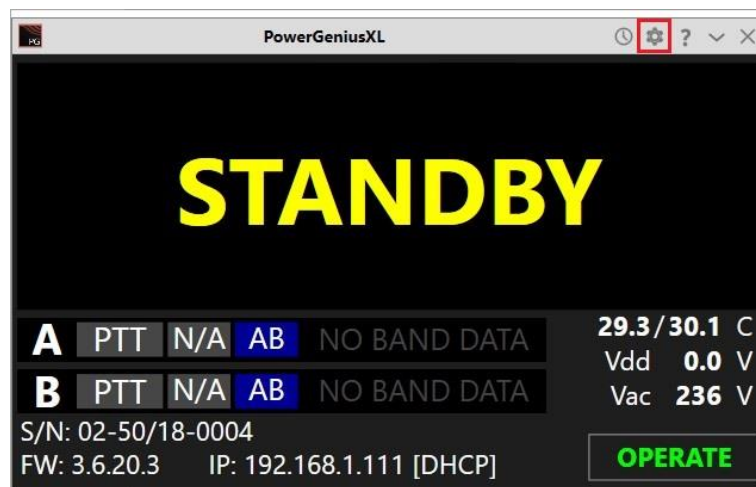 PG PowerGeniusXL ?
STANDBY
A PTT N/A AB NO BAND DATA
29.3/30.1 C
B PTT N/A AB NO BAND DATA
Vdd 0.0 V
Vac 236 V
S/N: 02-50/18-0004
FW: 3.6.20.3 IP: 192.168.1.111 [DHCP]
OPERATE